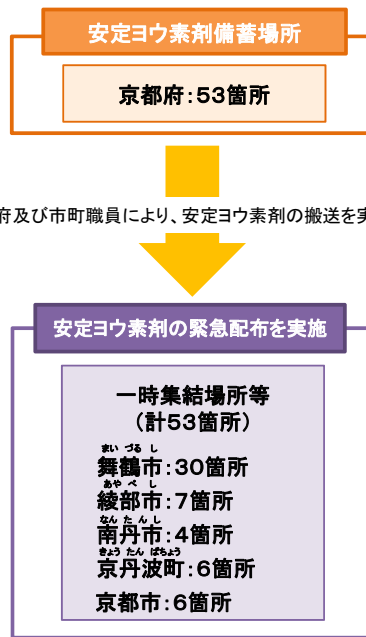 安定ヨウ素剤備蓄場所
京都府：53箇所
府及び市町職員により、安定ヨウ素剤の搬送を実
安定ヨウ素剤の緊急配布を実施
一時集結場所等
（計53箇所）
まい づる し
舞鶴市：30箇所
あや べ し
綾部市：7箇所
なん たん し
南丹市：4箇所
きょう たん ばちょう
京丹波町：6箇所
京都市：6箇所